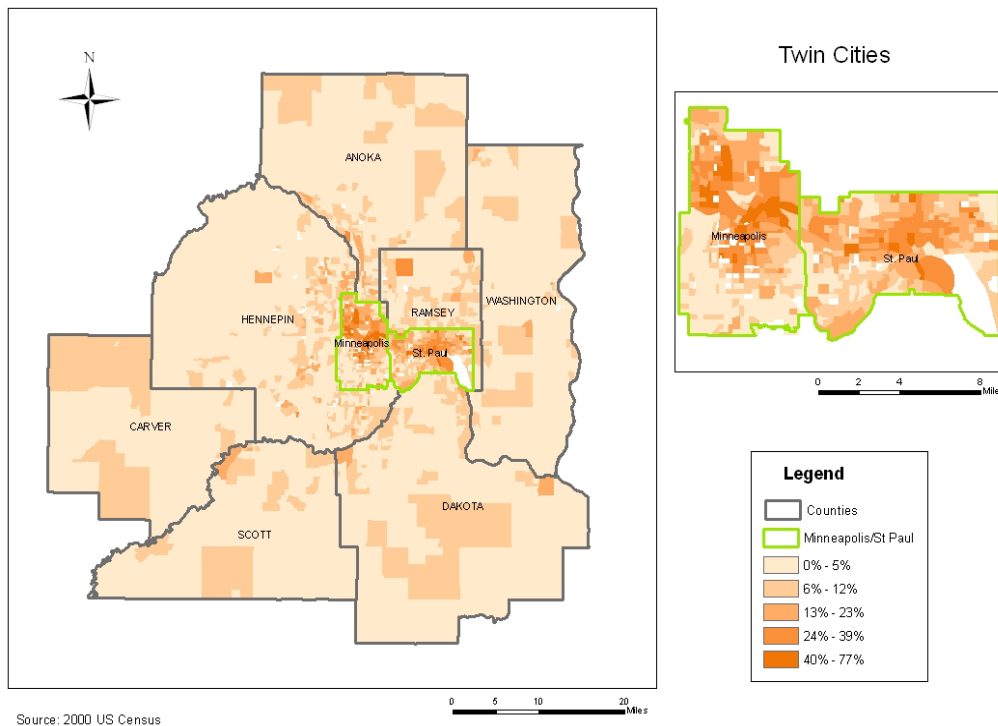 N
ANOKA
HENNEPIN
RAMSEY
WASHINGTON
Minneapolis
St. Paul
CARVER
SCOTT
DAKOTA
0 5 10 20
Miles
Source: 2000 US Census
Twin Cities
Minneapolis
St. Paul
0 2 4 8
Mile
Legend
Counties
Minneapolis/St Paul
0% - 5%
6% - 12%
13% - 23%
24% - 39%
40% - 77%